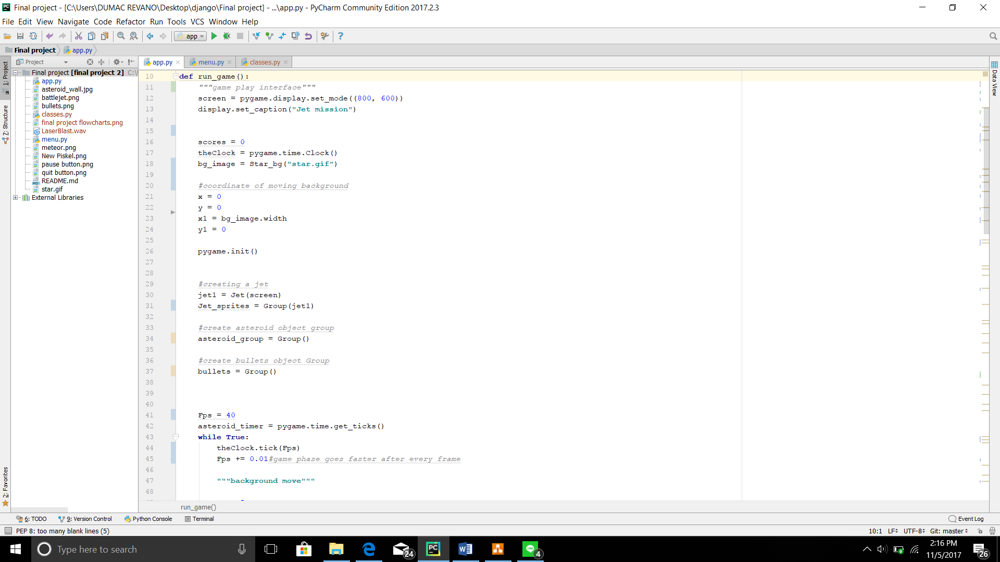 Final project - [C:\Users\DUMAC REVANO\Desktop\django\Final project] - ...\app.py - PyCharm Community Edition 2017.2.3
File Edit View Navigate Code Refactor Run Tools VCS Window Help
app
Final project app.py
Project
app.py menu.py classes.py
1: Project
Z: Structure
2: Favorites
Data View
Final project [final project 2] C:\
app.py
asteroid_wall.jpg
battlejet.png
bullets.png
classes.py
final project flowcharts.png
LaserBlast.wav
menu.py
meteor.png
New Piskel.png
pause button.png
quit button.png
README.md
star.gif
External Libraries
10 def run_game():
11 """game play interface"""
12 screen = pygame.display.set_mode((800, 600))
13 display.set_caption("Jet mission")
14
15
16 scores = 0
17 theClock = pygame.time.Clock()
18 bg_image = Star_bg("star.gif")
19
20 #coordinate of moving background
21 x = 0
22 y = 0
23 x1 = bg_image.width
24 y1 = 0
25
26 pygame.init()
27
28
29 #creating a jet
30 jet1 = Jet(screen)
31 Jet_sprites = Group(jet1)
32
33 #create asteroid object group
34 asteroid_group = Group()
35
36 #create bullets object Group
37 bullets = Group()
38
39
40
41 Fps = 40
42 asteroid_timer = pygame.time.get_ticks()
43 while True:
44 theClock.tick(Fps)
45 Fps += 0.01#game phase goes faster after every frame
46
47 """background move"""
48
run_game()
6: TODO 9: Version Control Python Console Terminal Event Log
PEP 8: too many blank lines (5) 10:1 LF UTF-8 Git: master
Type here to search 24 4 2:16 PM 26
11/5/2017